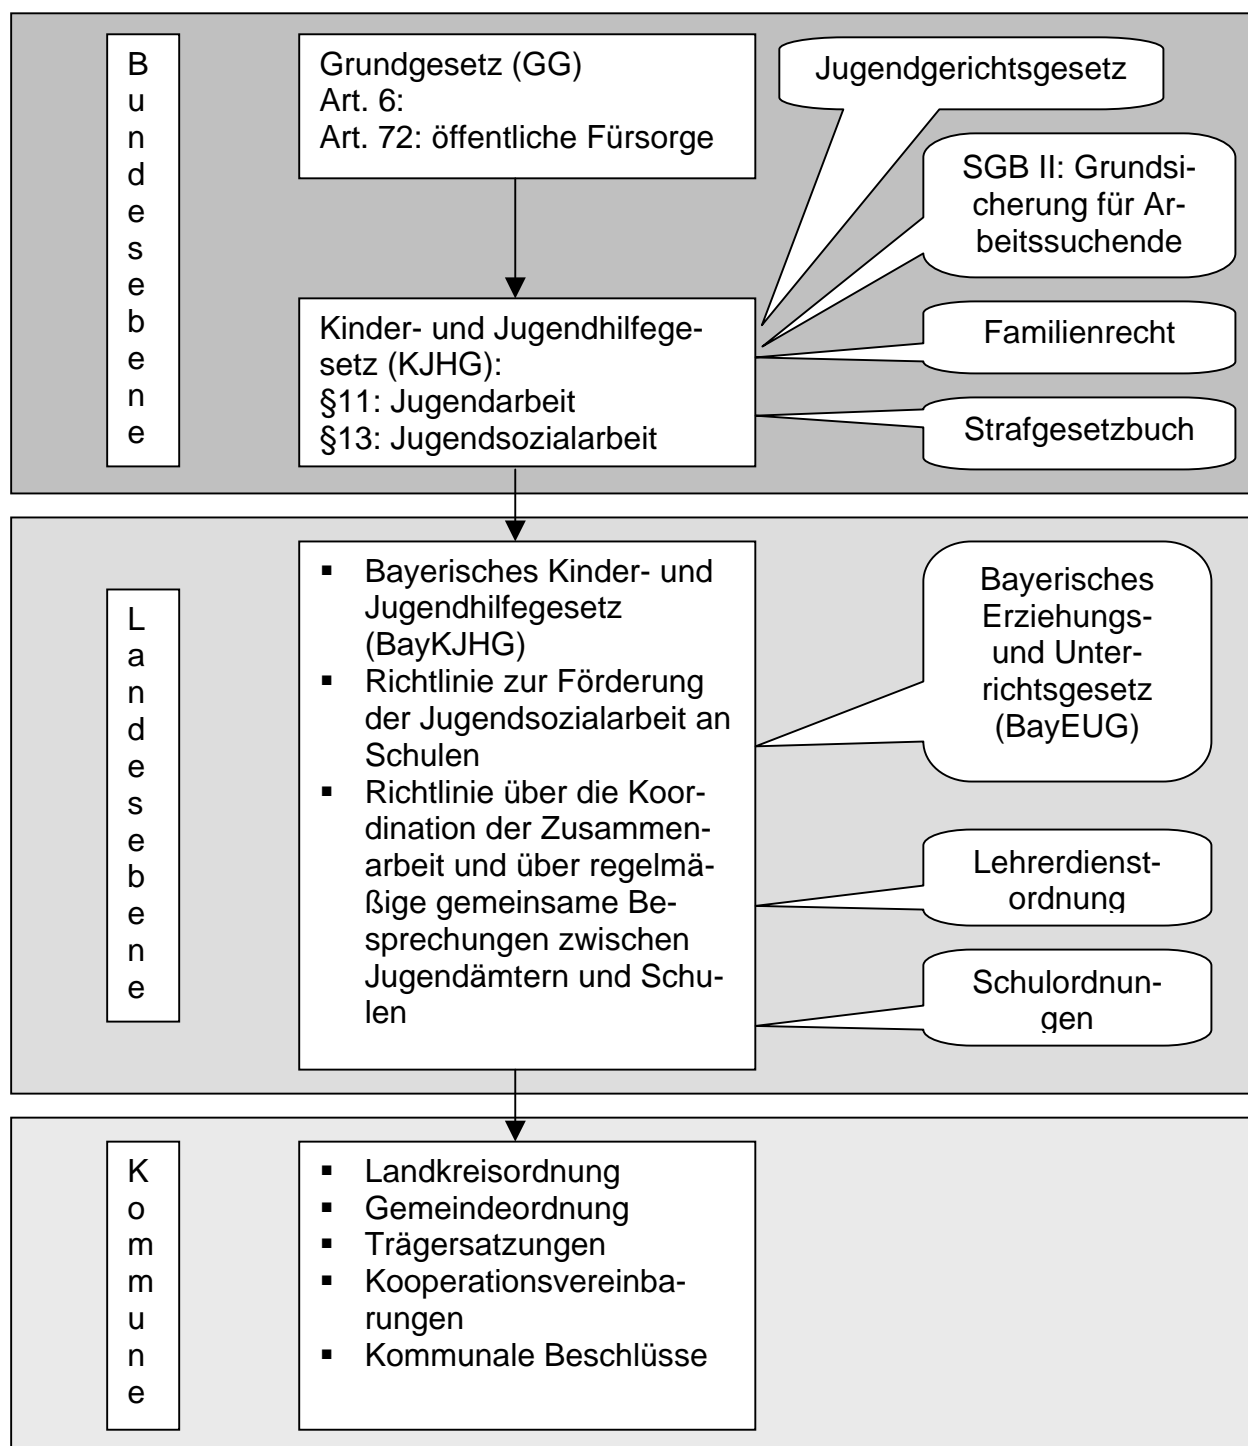 Bundesebene
Grundgesetz (GG)
Art. 6:
Art. 72: öffentliche Fürsorge
Jugendgerichtsgesetz
SGB II: Grundsi-
cherung für Ar-
beitssuchende
Kinder- und Jugendhilfege-
setz (KJHG):
§11: Jugendarbeit
§13: Jugendsozialarbeit
Familienrecht
Strafgesetzbuch
Landesebene
▪ Bayerisches Kinder- und
Jugendhilfegesetz
(BayKJHG)
▪ Richtlinie zur Förderung
der Jugendsozialarbeit an
Schulen
▪ Richtlinie über die Koor-
dination der Zusammen-
arbeit und über regelmä-
ßige gemeinsame Be-
sprechungen zwischen
Jugendämtern und Schu-
len
Bayerisches
Erziehungs-
und Unter-
richtsgesetz
(BayEUG)
Lehrerdienst-
ordnung
Schulordnun-
gen
Kommune
▪ Landkreisordnung
▪ Gemeindeordnung
▪ Trägersatzungen
▪ Kooperationsvereinba-
rungen
▪ Kommunale Beschlüsse